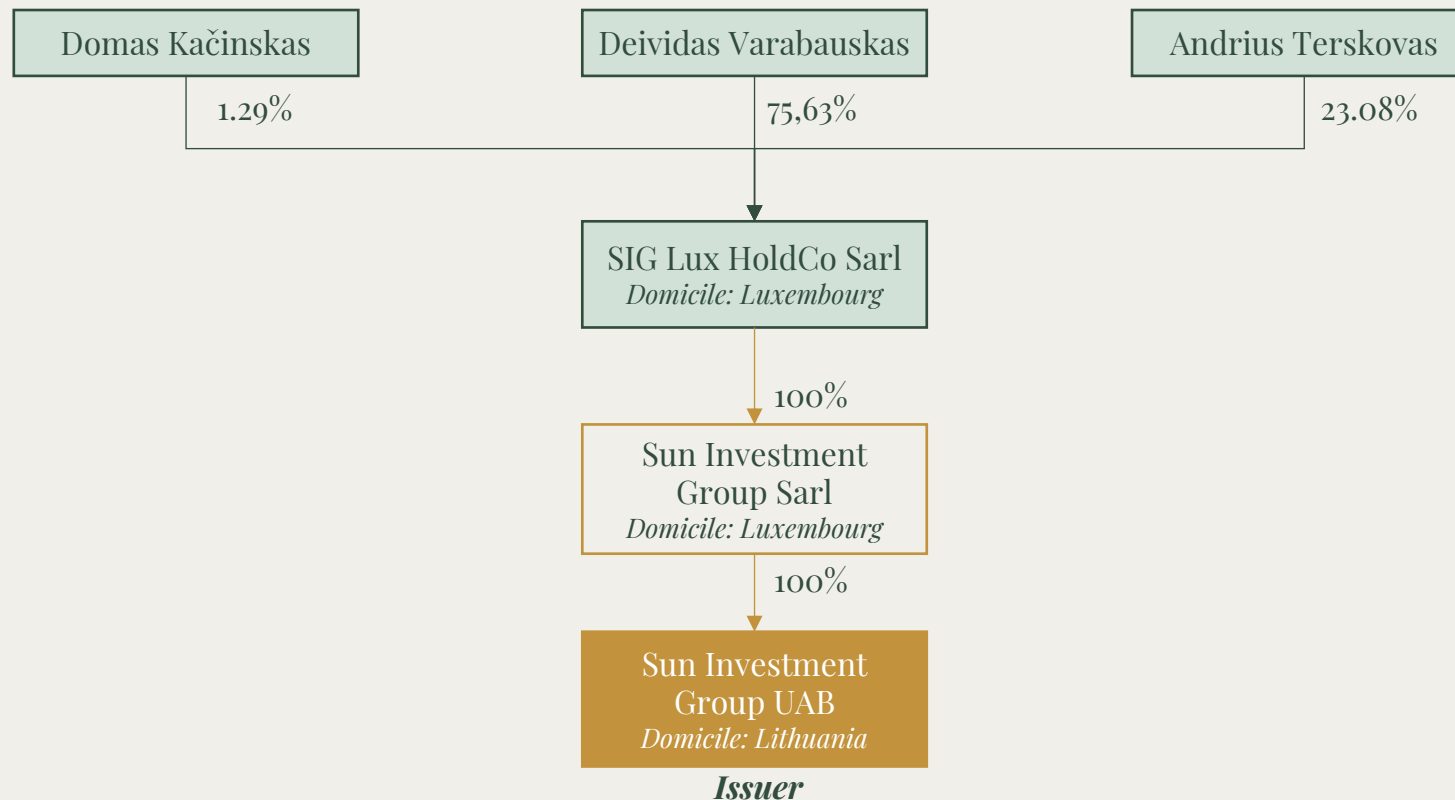 Domas Kačinskas
Deividas Varabauskas
Andrius Terskovas
1.29%
75,63%
23.08%
SIG Lux HoldCo Sarl
Domicile: Luxembourg
100%
Sun Investment
Group Sarl
Domicile: Luxembourg
100%
Sun Investment
Group UAB
Domicile: Lithuania
Issuer